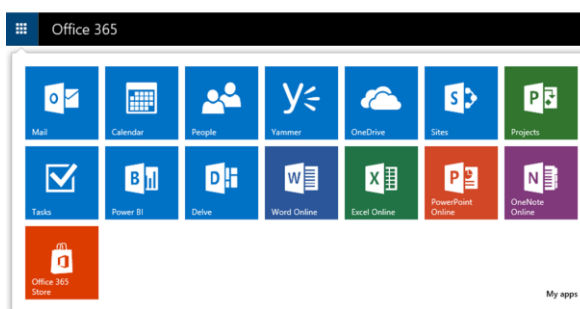 Office 365
Mail
Calendar
People
Yammer
OneDrive
Sites
Projects
Tasks
Power BI
Delve
Word Online
Excel Online
PowerPoint
Online
OneNote
Online
Office 365
Store
My apps